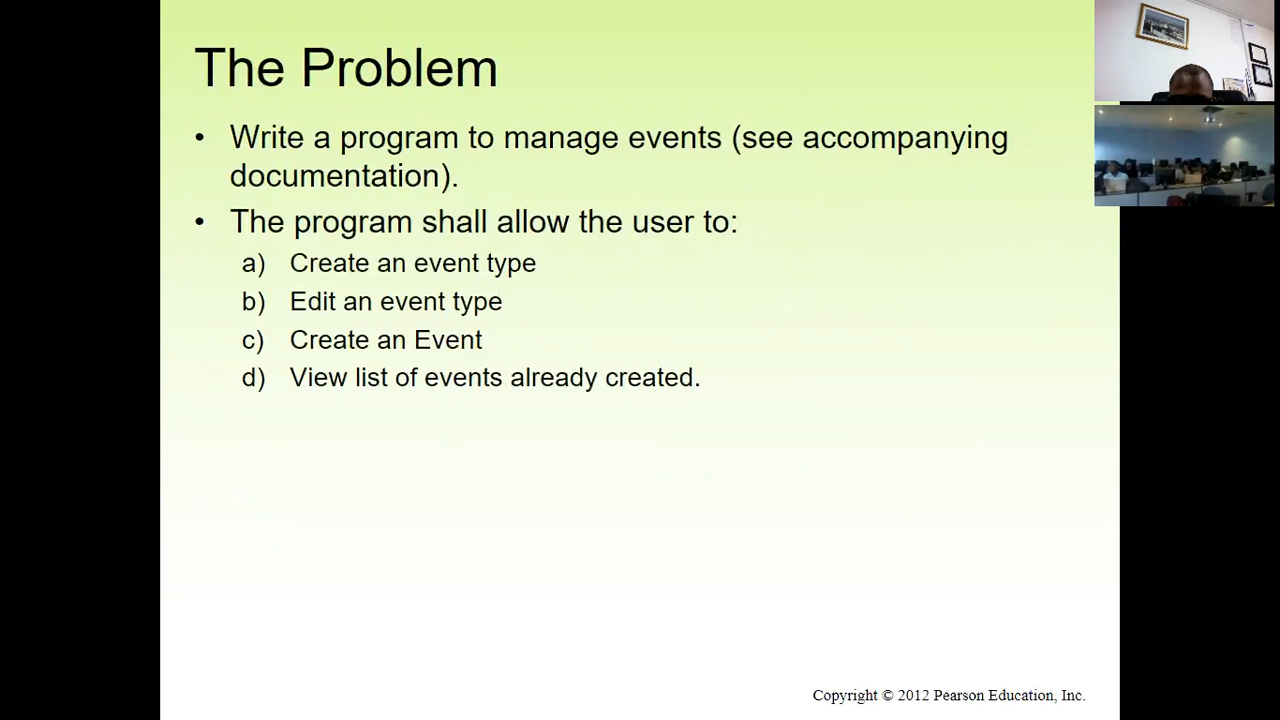 The Problem
• Write a program to manage events (see accompanying
documentation).
• The program shall allow the user to:
a) Create an event type
b) Edit an event type
c) Create an Event
d) View list of events already created.
Copyright © 2012 Pearson Education, Inc.